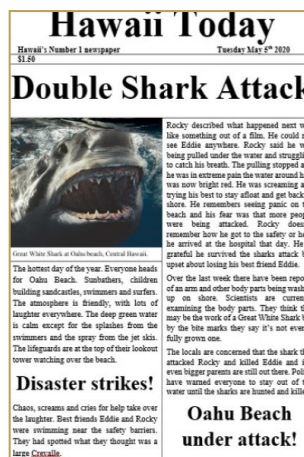 Hawaii Today
Hawaii's Number 1 newspaper Tuesday May 5th 2020
$1.50
Double Shark Attack
Great White Shark at Oahu beach, Central Hawaii.
The hottest day of the year. Everyone heads
for Oahu Beach. Sunbathers, children
building sandcastles, swimmers and surfers.
The atmosphere is friendly, with lots of
laughter everywhere. The deep green water
is calm except for the splashes from the
swimmers and the spray from the jet skis.
The lifeguards are at the top of their lookout
tower watching over the beach.
Disaster strikes!
Chaos, screams and cries for help take over
the laughter. Best friends Eddie and Rocky
were swimming near the safety barriers.
They had spotted what they thought was a
large Crevalle.
Rocky described what happened next w
like something out of a film. He could n
see Eddie anywhere. Rocky said he w
being pulled under the water and struggli
to catch his breath. The pulling stopped a
he was in extreme pain the water around h
was now bright red. He was screaming a
trying his best to stay afloat and get back
shore. He remembers seeing panic on t
beach and his fear was that more peop
were being attacked. Rocky does
remember how he got to the safety or h
he arrived at the hospital that day. He
grateful he survived the sharks attack b
upset about losing his best friend Eddie.
Over the last week there have been repo
of an arm and other body parts being wash
up on shore. Scientists are curren
examining the body parts. They think th
may be the work of a Great White Shark b
by the bite marks they say it's not eve
fully grown one.
The locals are concerned that the shark th
attacked Rocky and killed Eddie and i
even bigger parents are still out there. Poli
have warned everyone to stay out of t
water until the sharks are hunted and kille
Oahu Beach
under attack!